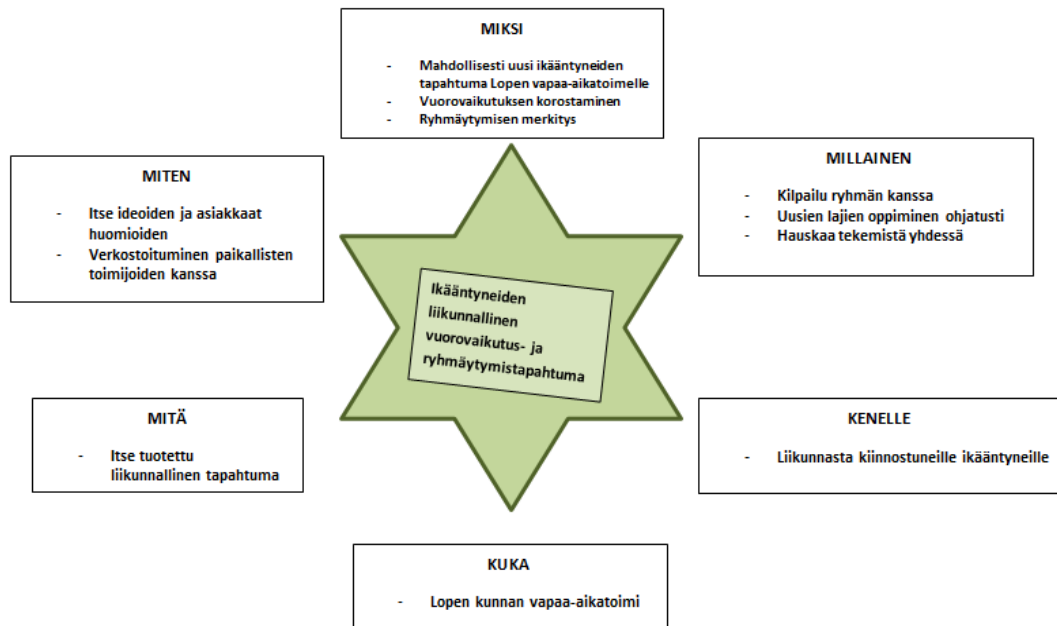 MIKSI
- Mahdollisesti uusi ikääntyneiden
tapahtuma Lopen vapaa-aikatoimelle
- Vuorovaikutuksen korostaminen
- Ryhmäytymisen merkitys
MITEN
- Itse ideoiden ja asiakkaat
huomioiden
- Verkostoituminen paikallisten
toimijoiden kanssa
MILLAINEN
- Kilpailu ryhmän kanssa
- Uusien lajien oppiminen ohjatusti
- Hauskaa tekemistä yhdessä
Ikääntyneiden
liikunnallinen
vuorovaikutus- ja
ryhmäytymistapahtuma
MITÄ
- Itse tuotettu
liikunnallinen tapahtuma
KENELLE
- Liikunnasta kiinnostuneille ikääntyneille
KUKA
- Lopen kunnan vapaa-aikatoimi